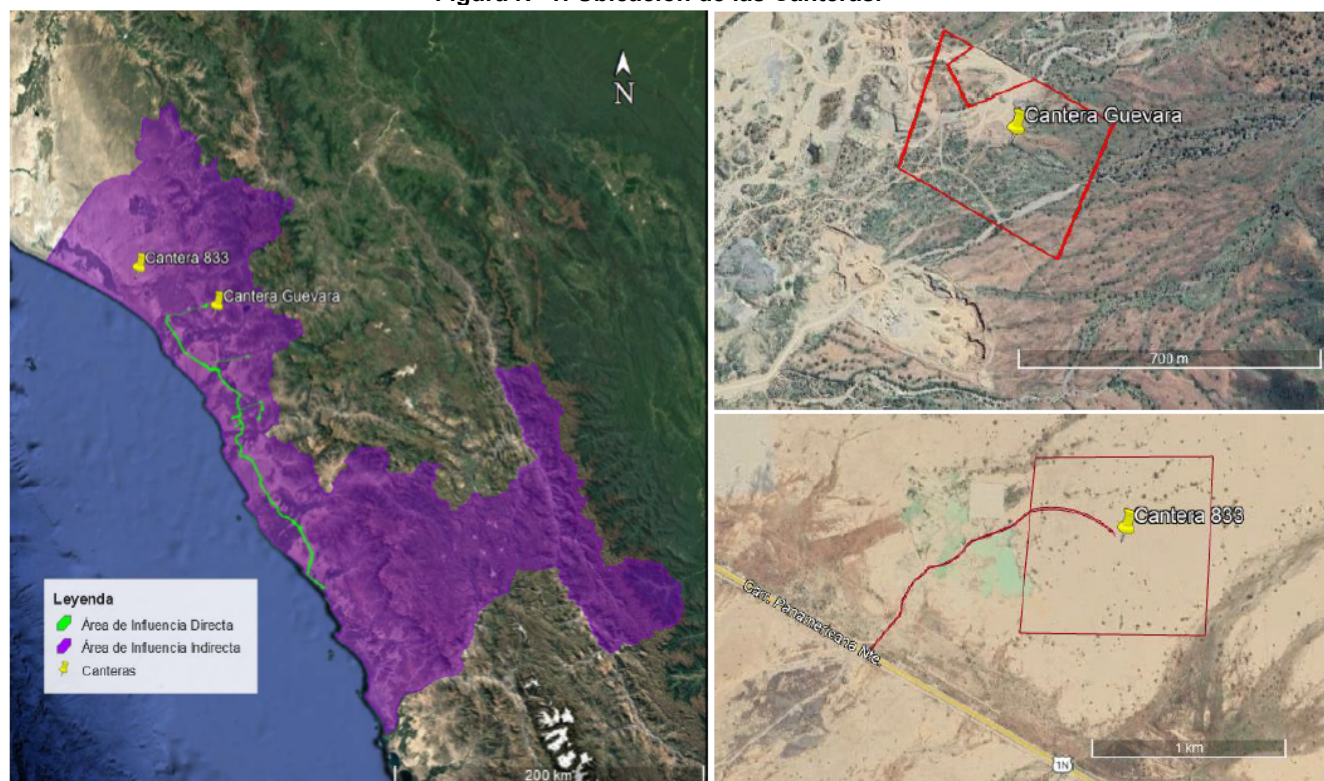 Figura N° 1. Ubicación de las Canteras.
N
Cantera 833
Cantera Guevara
Leyenda
Área de Influencia Directa
Área de Influencia Indirecta
Canteras
200 km
Cantera Guevara
700 m
Cantera 833
Carr. Panamericana Nte.
1N
1 km